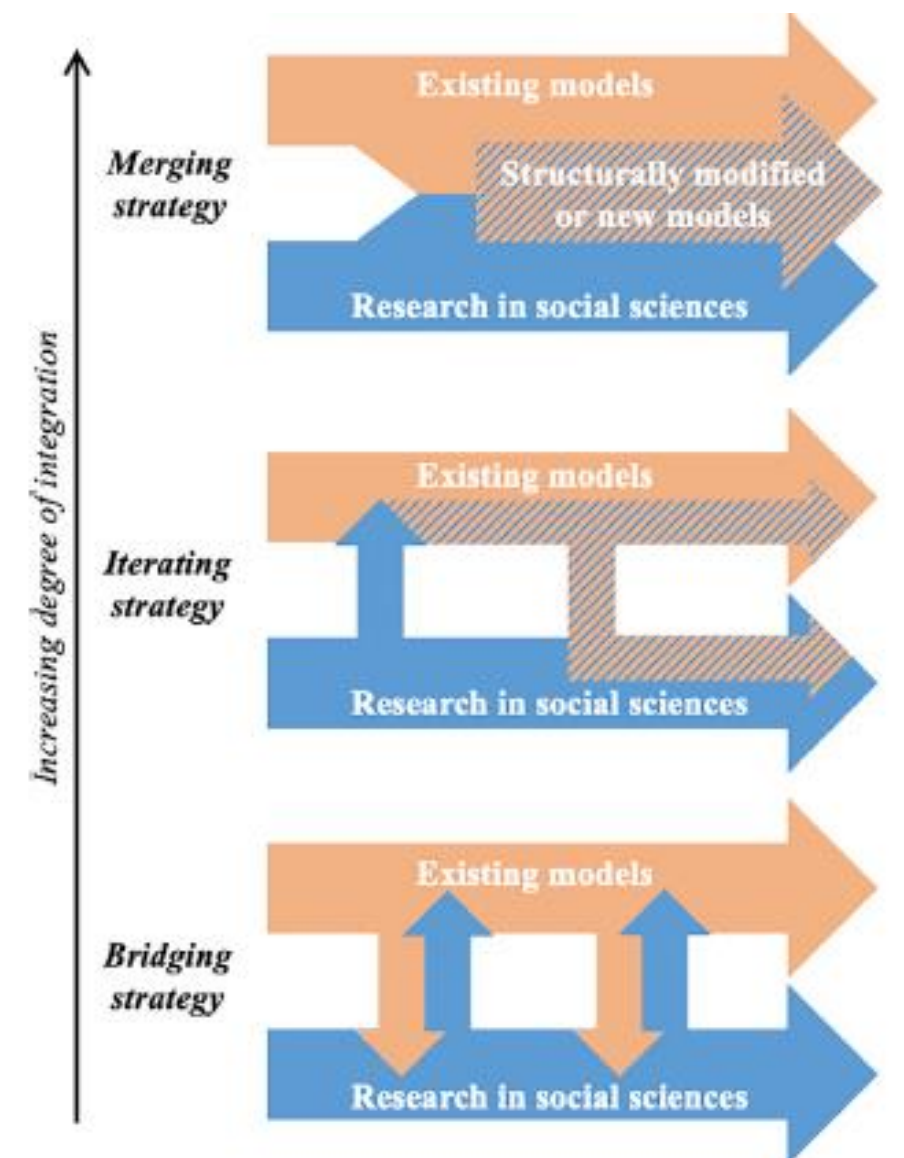 Increasing degree of integration
Merging
strategy
Existing models
Structurally modified
or new models
Research in social sciences
Iterating
strategy
Existing models
Research in social sciences
Bridging
strategy
Existing models
Research in social sciences